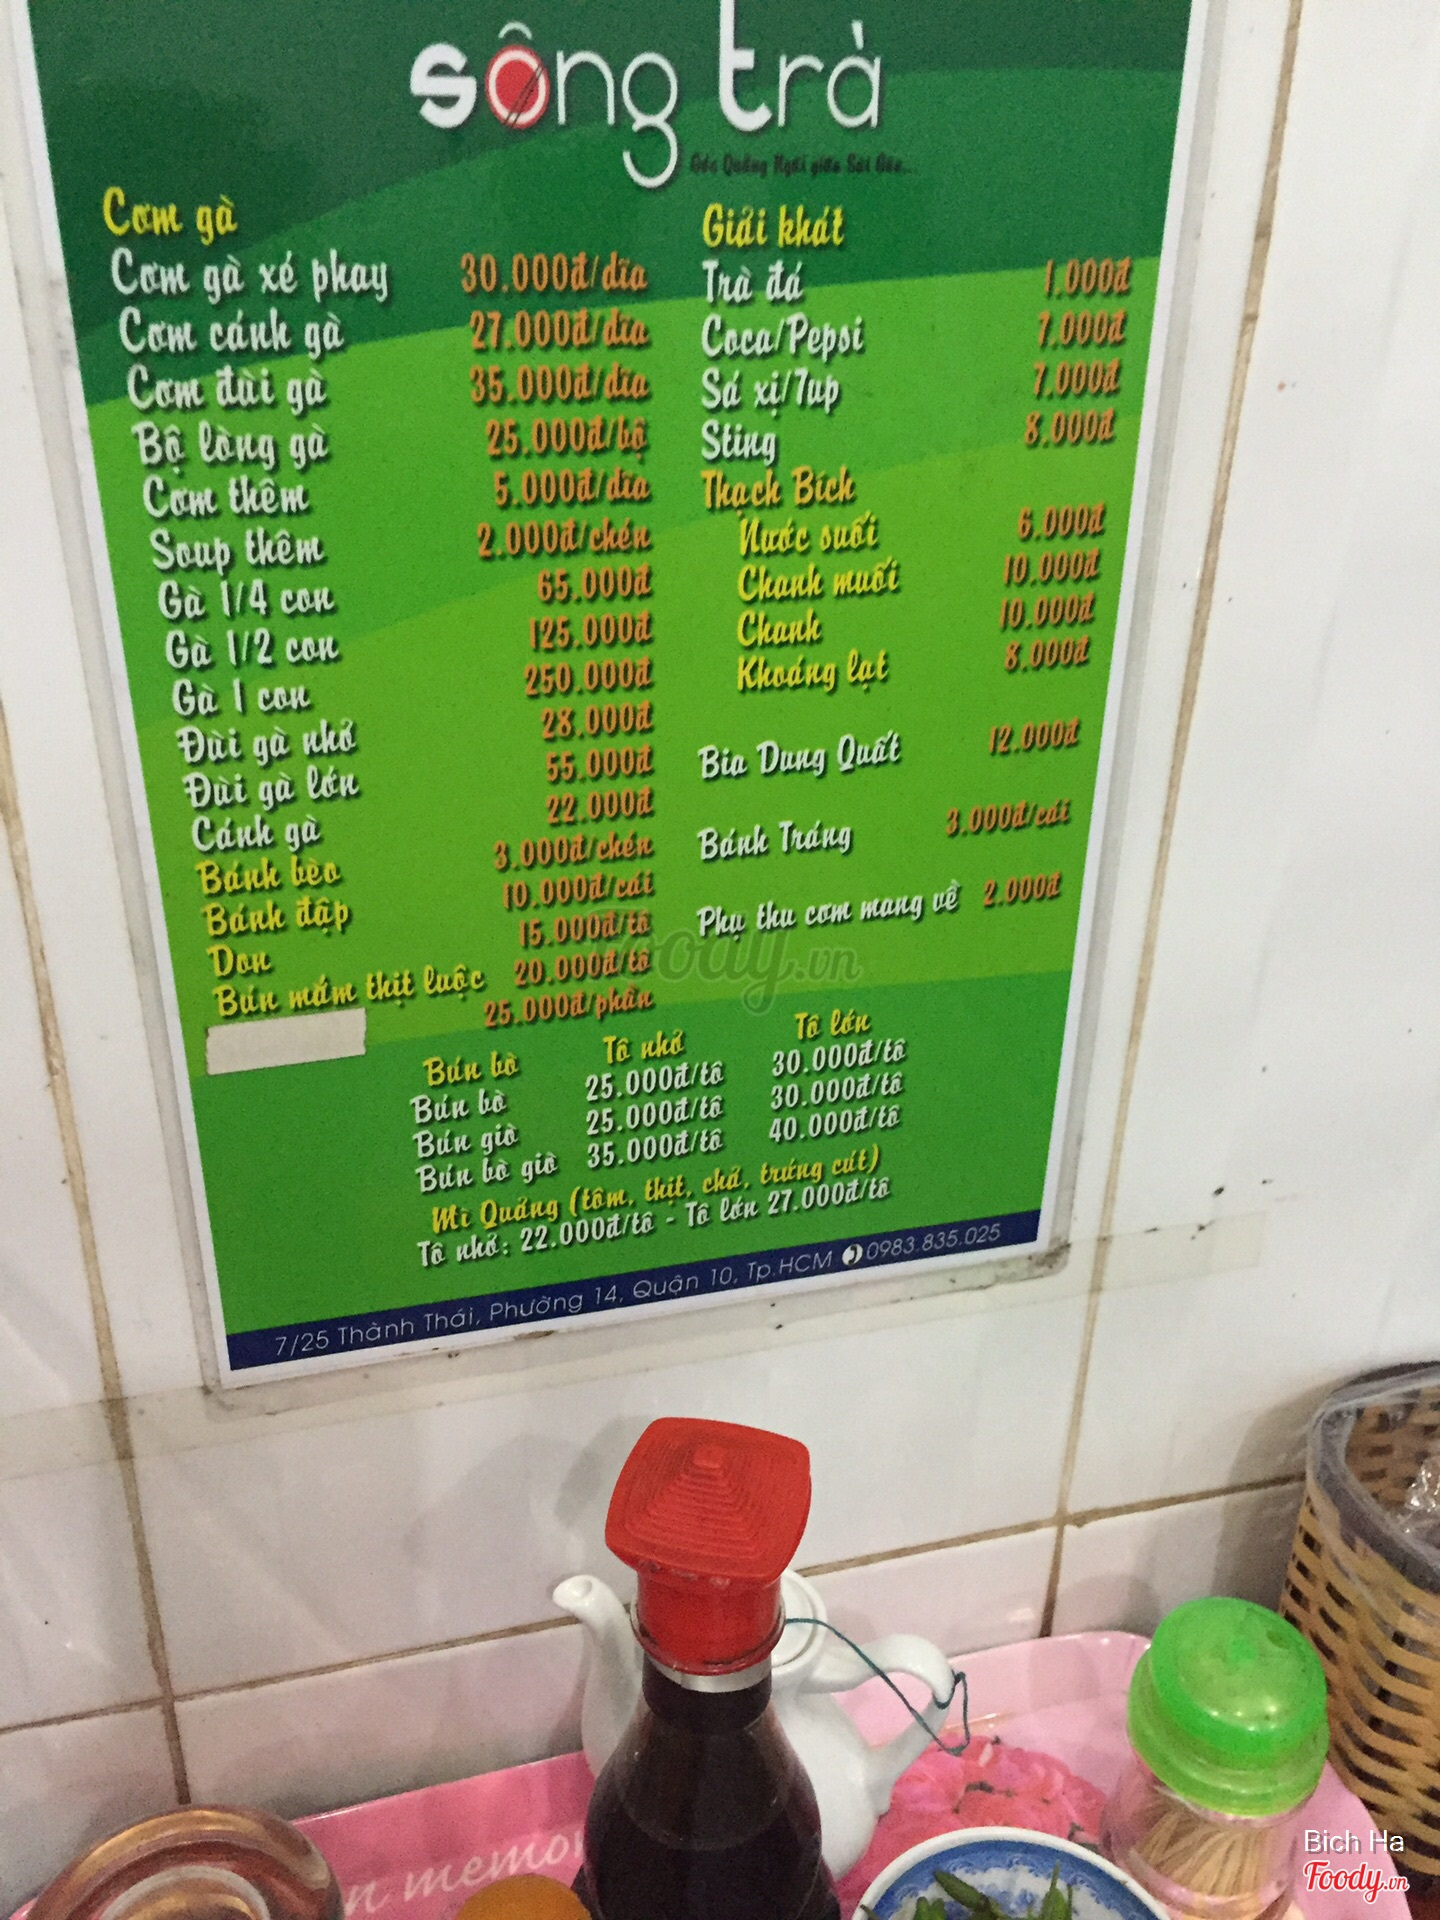 sông trà
Góc Quảng Ngãi giữa Sài Gòn...
Cơm gà
Cơm gà xé phay 30.000đ/dĩa
Cơm cánh gà 27.000đ/dĩa
Cơm đùi gà 35.000đ/dĩa
Bộ lòng gà 25.000đ/bộ
Cơm thêm 5.000đ/dĩa
Soup thêm 2.000đ/chén
Gà 1/4 con 65.000đ
Gà 1/2 con 125.000đ
Gà 1 con 250.000đ
Đùi gà nhỏ 28.000đ
Đùi gà lớn 55.000đ
Cánh gà 22.000đ
Bánh bèo 3.000đ/chén
Bánh đập 10.000đ/cái
Don 15.000đ/tô
20.000đ/tô
Bún mắm thịt luộc 25.000đ/phần
Giải khát
Trà đá 1.000đ
Coca/Pepsi 7.000đ
Sá xị/7up 7.000đ
Sting 8.000đ
Thạch Bích
Nước suối 6.000đ
Chanh muối 10.000đ
Chanh 10.000đ
Khoáng lạt 8.000đ
Bia Dung Quất 12.000đ
Bánh Tráng 3.000đ/cái
Phụ thu cơm mang về 2.000đ
foody.vn
Bún bò Tô nhỏ Tô lớn
Bún bò 25.000đ/tô 30.000đ/tô
Bún giò 25.000đ/tô 30.000đ/tô
Bún bò giò 35.000đ/tô 40.000đ/tô
Mì Quảng (tôm, thịt, chả, trứng cút)
Tô nhỏ: 22.000đ/tô - Tô lớn 27.000đ/tô
7/25 Thành Thái, Phường 14, Quận 10, Tp.HCM 0983.835.025
Bich Ha
Foody.vn